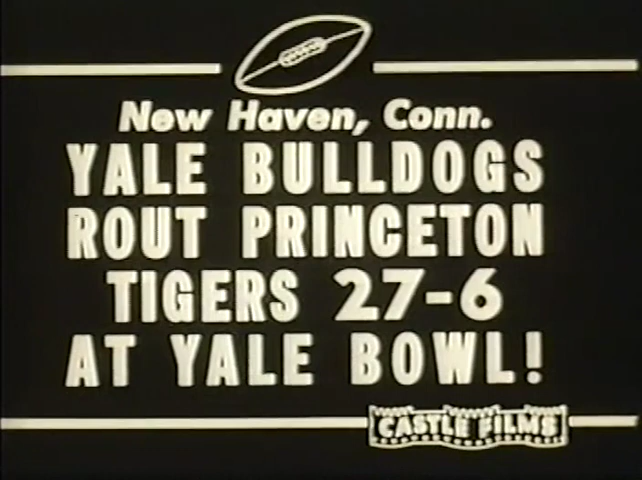 New Haven, Conn.
YALE BULLDOGS
ROUT PRINCETON
TIGERS 27-6
AT YALE BOWL!
CASTLE FILMS